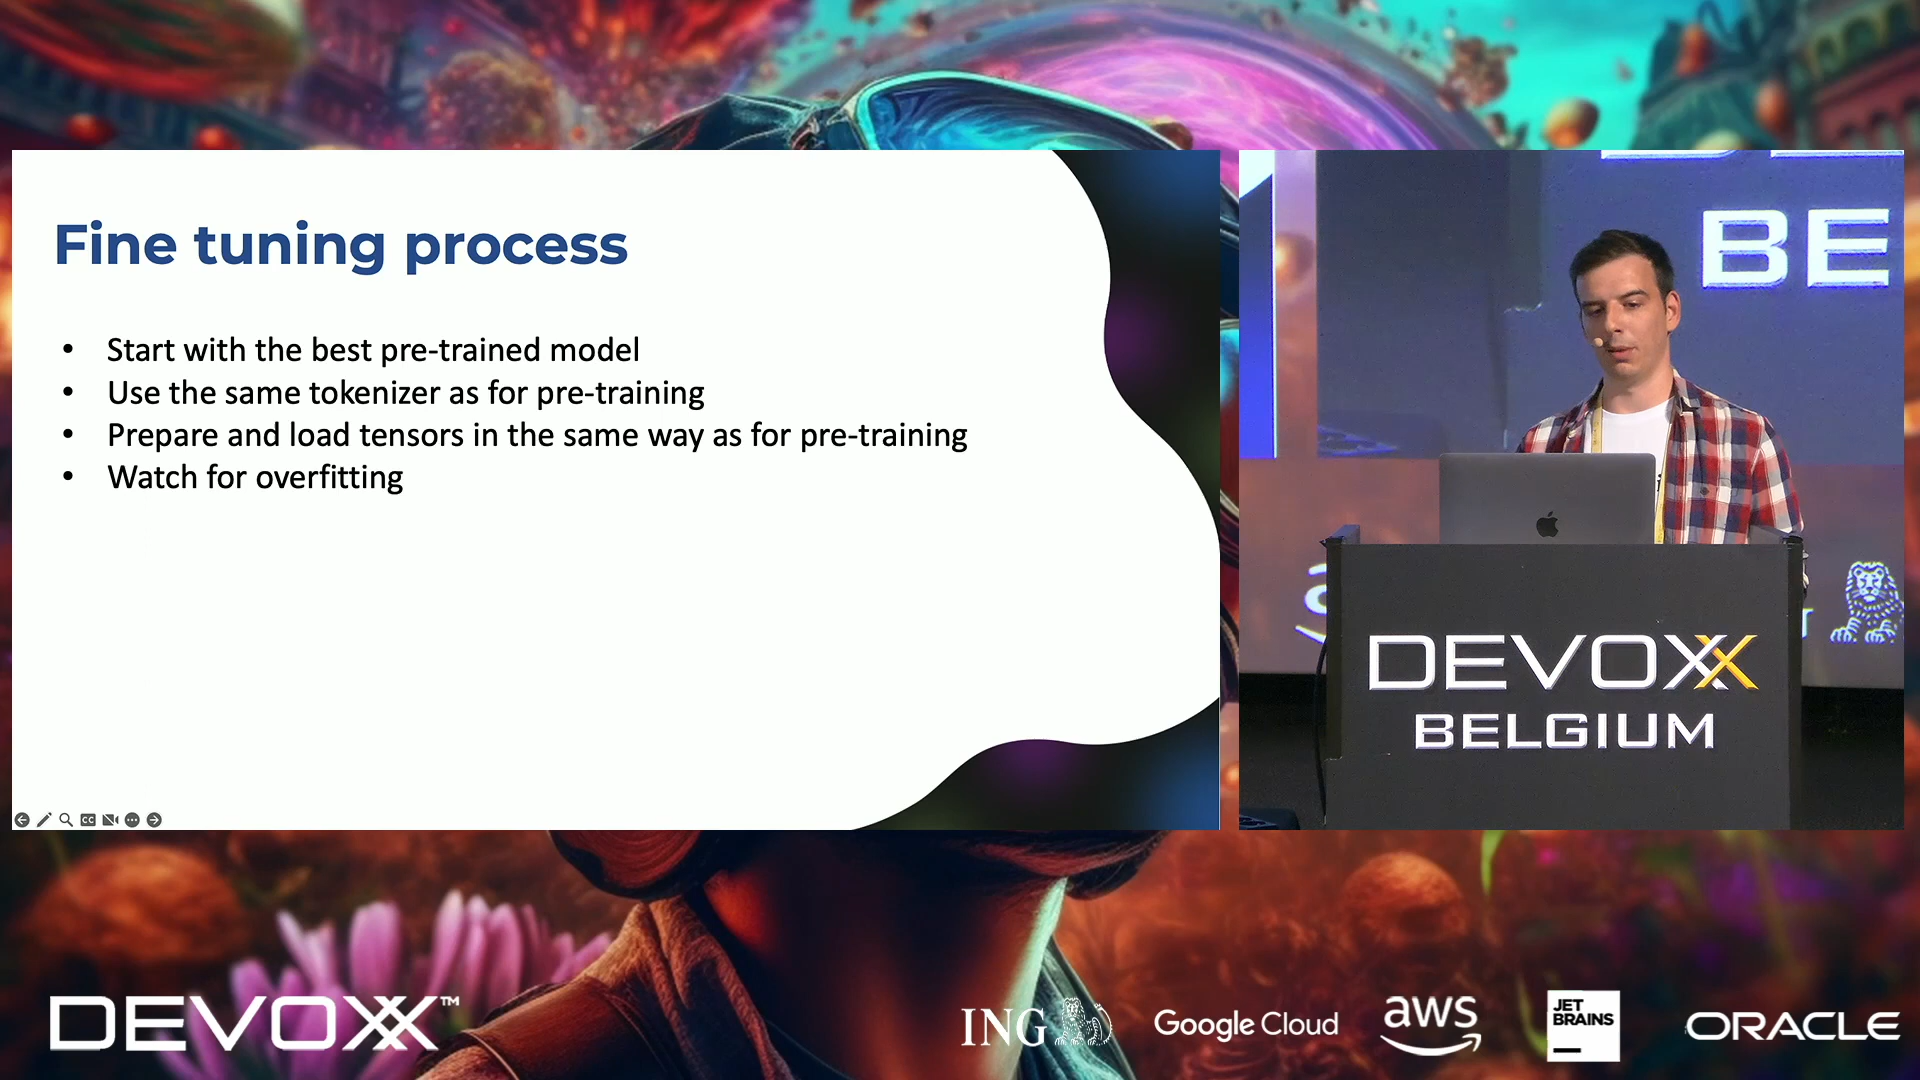 Fine tuning process
• Start with the best pre-trained model
• Use the same tokenizer as for pre-training
• Prepare and load tensors in the same way as for pre-training
• Watch for overfitting
CC
BE
DEVOXX
BELGIUM
DEVOXX™
ING
Google Cloud
aws
JET
BRAINS
ORACLE